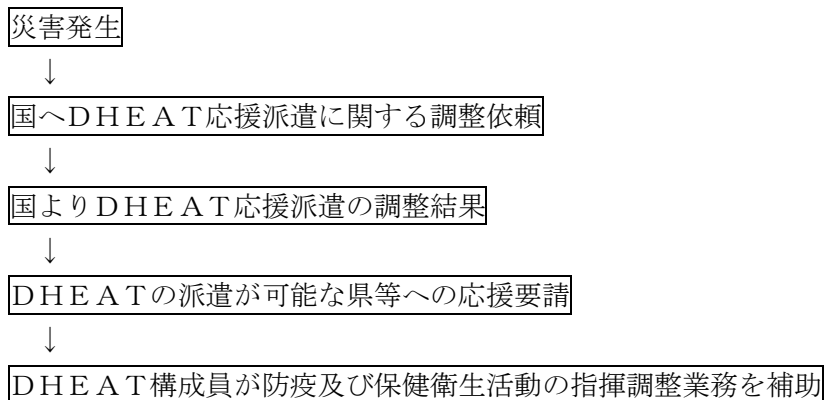 災害発生
↓
国へＤＨＥＡＴ応援派遣に関する調整依頼
↓
国よりＤＨＥＡＴ応援派遣の調整結果
↓
ＤＨＥＡＴの派遣が可能な県等への応援要請
↓
ＤＨＥＡＴ構成員が防疫及び保健衛生活動の指揮調整業務を補助